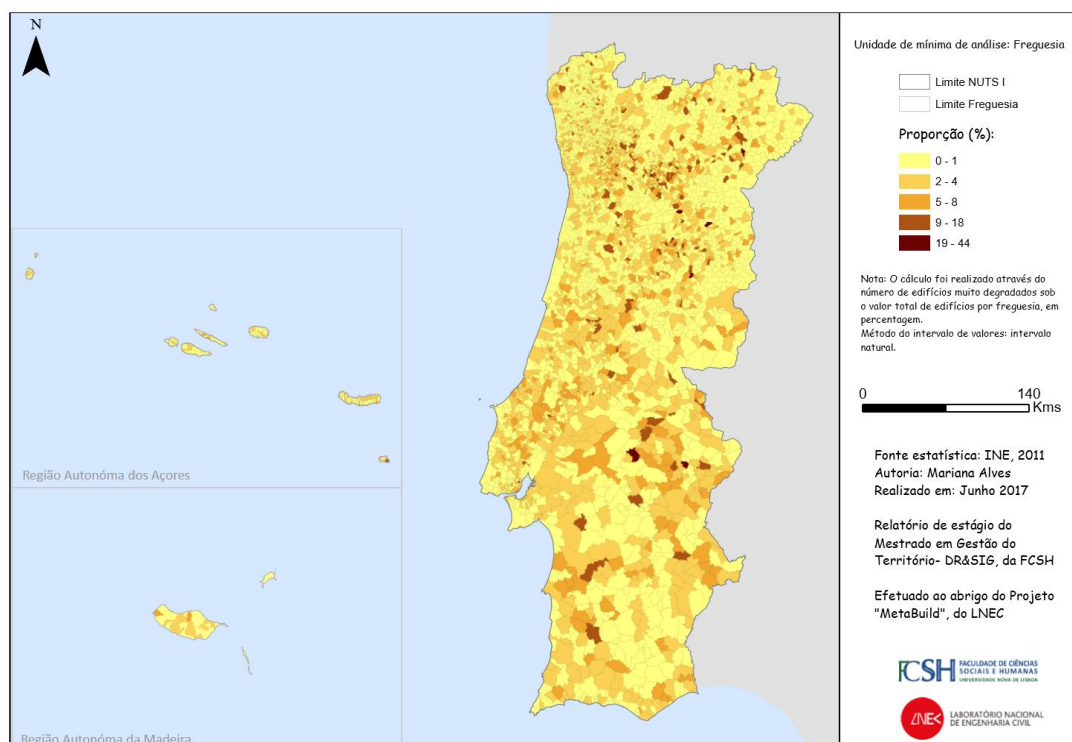 N
Região Autonóma dos Açores
Região Autonóma da Madeira
Unidade de mínima de análise: Freguesia
Limite NUTS I
Limite Freguesia
Proporção (%):
0 - 1
2 - 4
5 - 8
9 - 18
19 - 44
Nota: O cálculo foi realizado através do
número de edifícios muito degradados sob
o valor total de edifícios por freguesia, em
percentagem.
Método do intervalo de valores: intervalo
natural.
0 140
Kms
Fonte estatística: INE, 2011
Autoria: Mariana Alves
Realizado em: Junho 2017
Relatório de estágio do
Mestrado em Gestão do
Território- DR&SIG, da FCSH
Efetuado ao abrigo do Projeto
"MetaBuild", do LNEC
FCSH FACULDADE DE CIÊNCIAS
SOCIAIS E HUMANAS
UNIVERSIDADE NOVA DE LISBOA
LNEC LABORATÓRIO NACIONAL
DE ENGENHARIA CIVIL